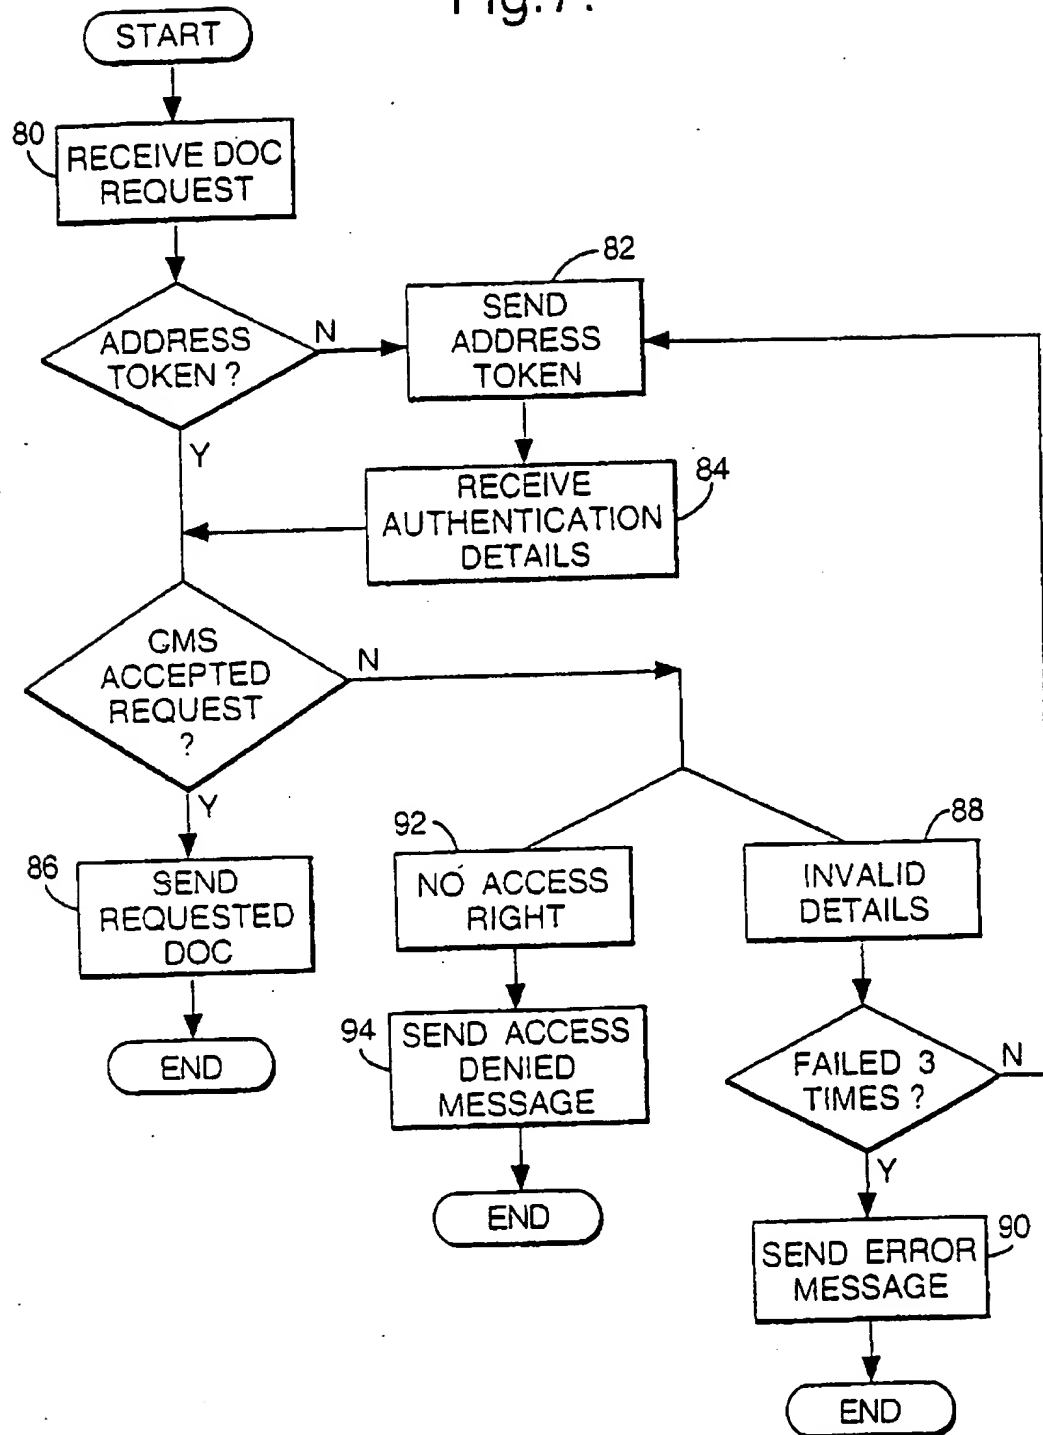 Fig.7.
START
80
RECEIVE DOC
REQUEST
82
ADDRESS
TOKEN ?
N
SEND
ADDRESS
TOKEN
Y
84
RECEIVE
AUTHENTICATION
DETAILS
GMS
ACCEPTED
REQUEST
?
N
Y
86
SEND
REQUESTED
DOC
END
92
NO ACCESS
RIGHT
88
INVALID
DETAILS
94
SEND ACCESS
DENIED
MESSAGE
END
FAILED 3
TIMES ?
N
Y
90
SEND ERROR
MESSAGE
END